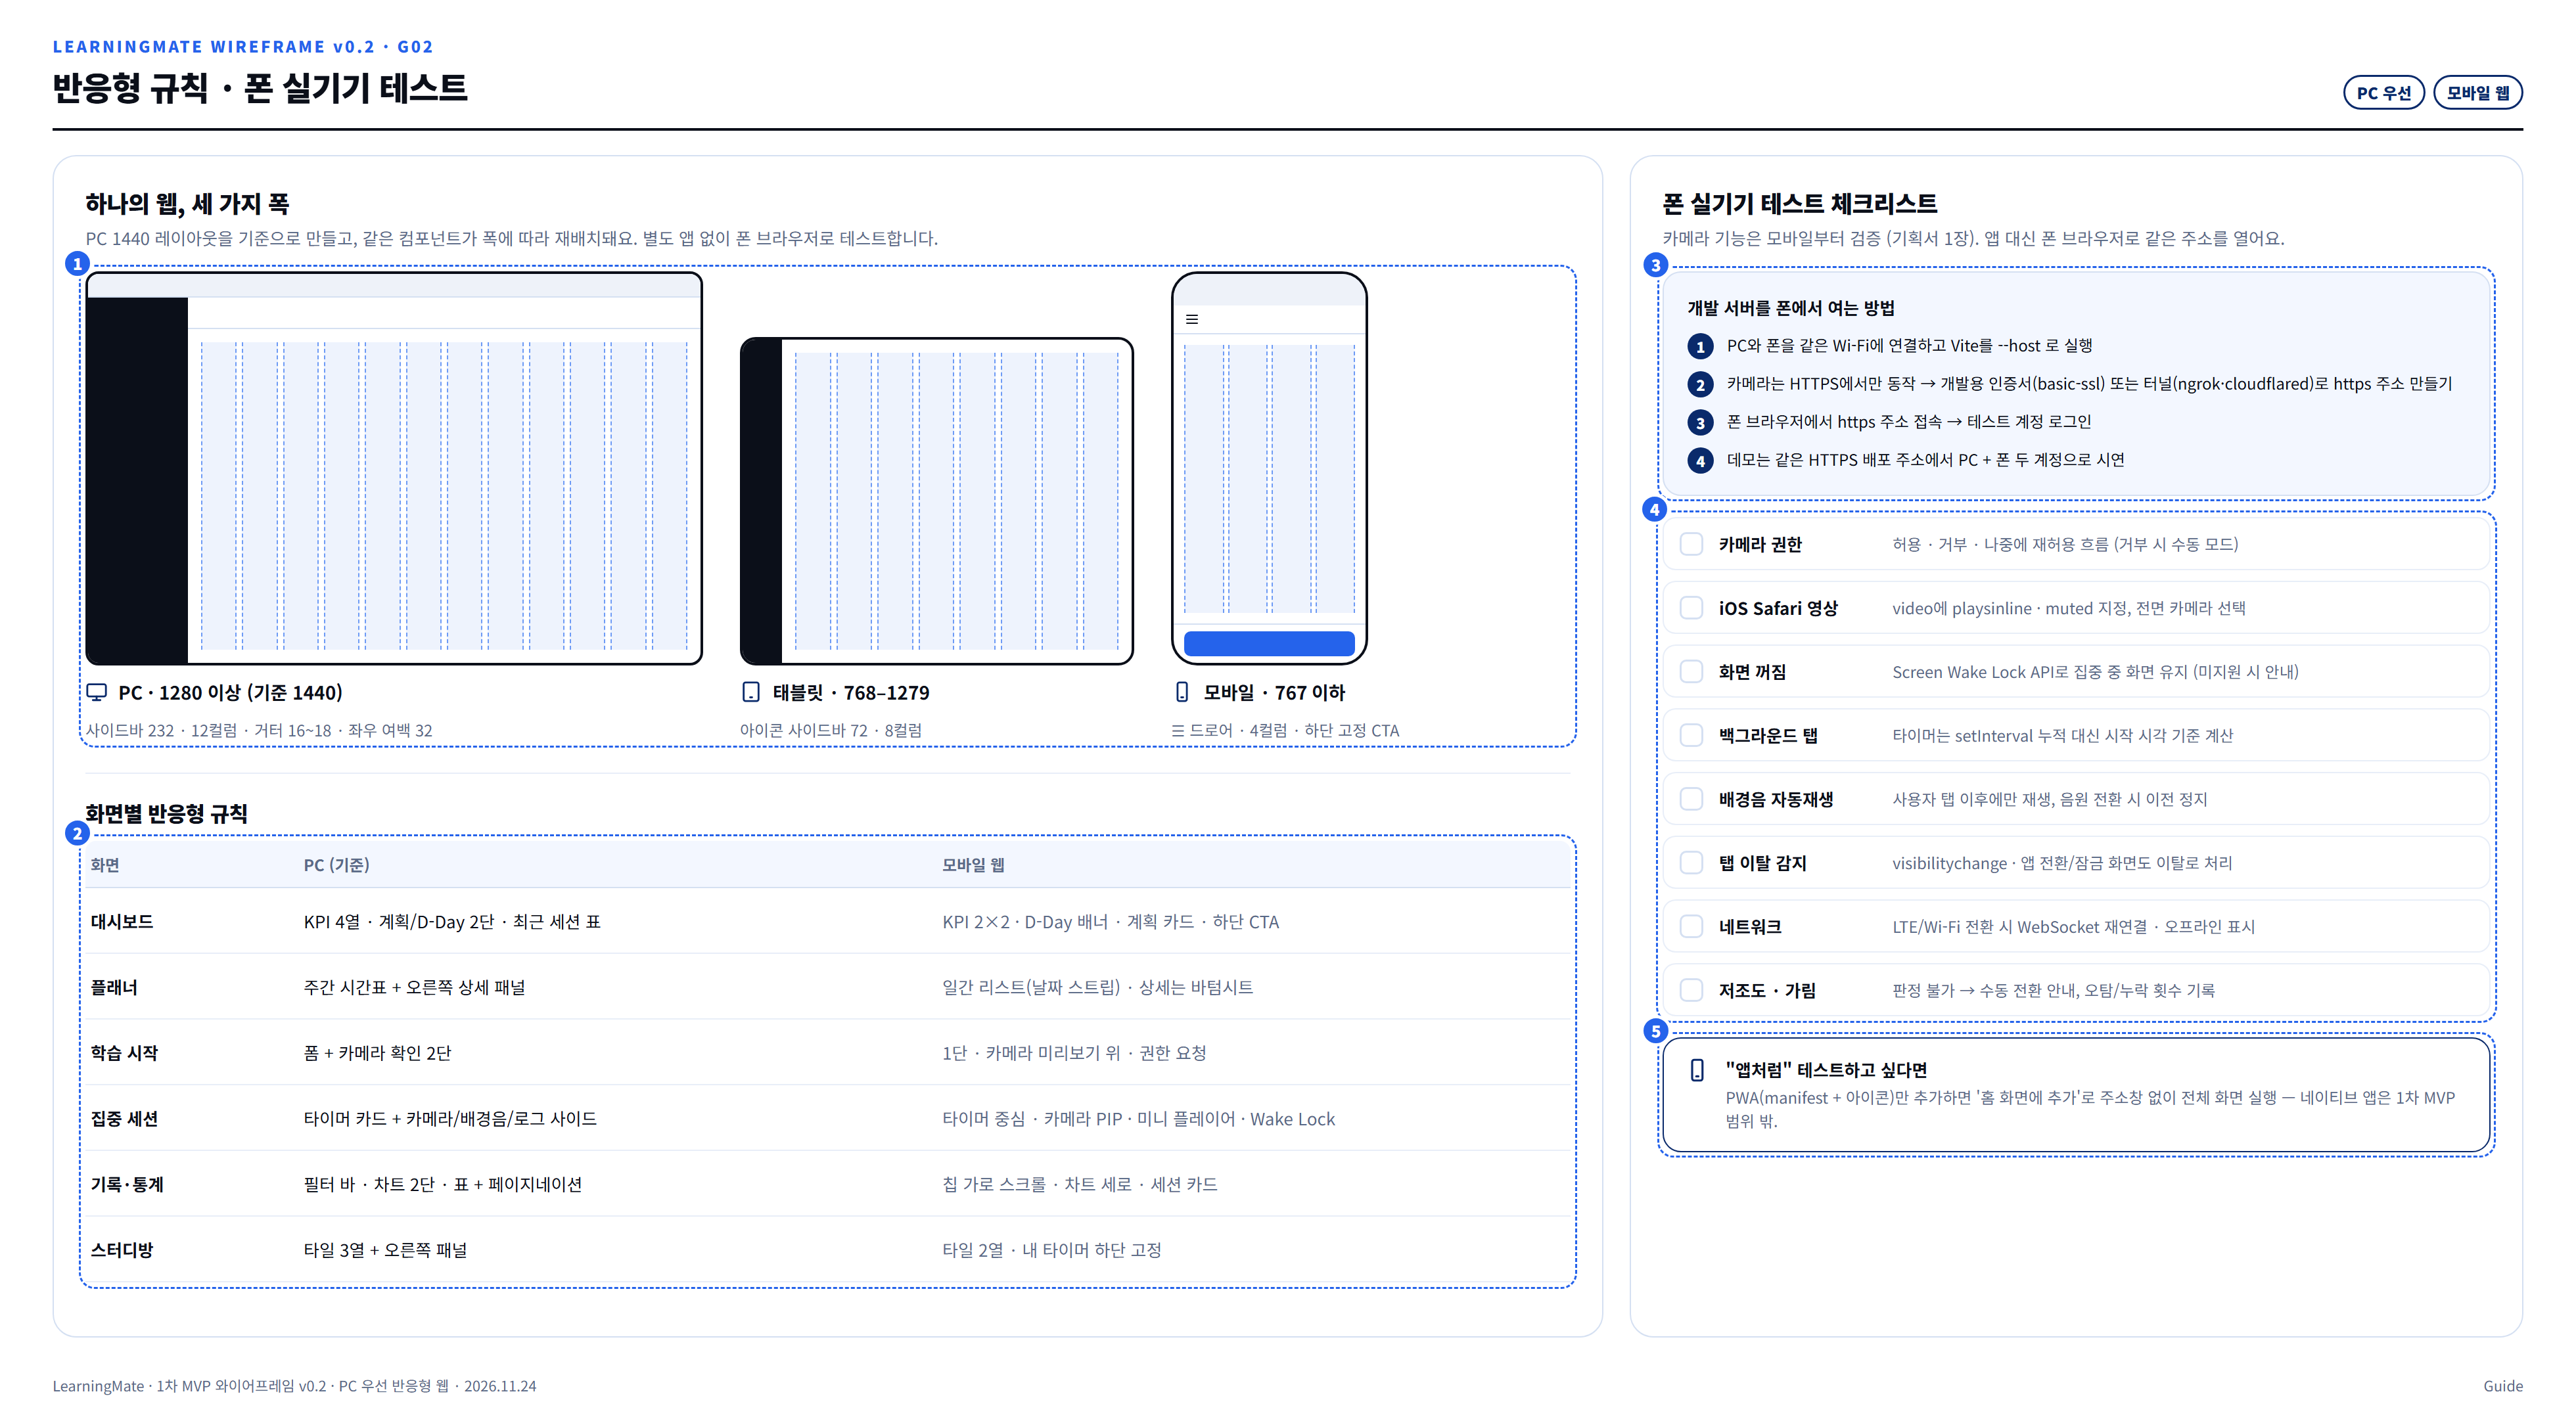 LEARNINGMATE WIREFRAME v0.2 · G02
반응형 규칙 · 폰 실기기 테스트
PC 우선
모바일 웹
하나의 웹, 세 가지 폭
PC 1440 레이아웃을 기준으로 만들고, 같은 컴포넌트가 폭에 따라 재배치돼요. 별도 앱 없이 폰 브라우저로 테스트합니다.
1
☰
PC · 1280 이상 (기준 1440)
사이드바 232 · 12컬럼 · 거터 16~18 · 좌우 여백 32
태블릿 · 768–1279
아이콘 사이드바 72 · 8컬럼
모바일 · 767 이하
☰ 드로어 · 4컬럼 · 하단 고정 CTA
화면별 반응형 규칙
2
화면 PC (기준) 모바일 웹
대시보드 KPI 4열 · 계획/D-Day 2단 · 최근 세션 표 KPI 2×2 · D-Day 배너 · 계획 카드 · 하단 CTA
플래너 주간 시간표 + 오른쪽 상세 패널 일간 리스트(날짜 스트립) · 상세는 바텀시트
학습 시작 폼 + 카메라 확인 2단 1단 · 카메라 미리보기 위 · 권한 요청
집중 세션 타이머 카드 + 카메라/배경음/로그 사이드 타이머 중심 · 카메라 PIP · 미니 플레이어 · Wake Lock
기록·통계 필터 바 · 차트 2단 · 표 + 페이지네이션 칩 가로 스크롤 · 차트 세로 · 세션 카드
스터디방 타일 3열 + 오른쪽 패널 타일 2열 · 내 타이머 하단 고정
폰 실기기 테스트 체크리스트
카메라 기능은 모바일부터 검증 (기획서 1장). 앱 대신 폰 브라우저로 같은 주소를 열어요.
3
개발 서버를 폰에서 여는 방법
1 PC와 폰을 같은 Wi-Fi에 연결하고 Vite를 --host 로 실행
2 카메라는 HTTPS에서만 동작 → 개발용 인증서(basic-ssl) 또는 터널(ngrok·cloudflared)로 https 주소 만들기
3 폰 브라우저에서 https 주소 접속 → 테스트 계정 로그인
4 데모는 같은 HTTPS 배포 주소에서 PC + 폰 두 계정으로 시연
4
카메라 권한 허용 · 거부 · 나중에 재허용 흐름 (거부 시 수동 모드)
iOS Safari 영상 video에 playsinline · muted 지정, 전면 카메라 선택
화면 꺼짐 Screen Wake Lock API로 집중 중 화면 유지 (미지원 시 안내)
백그라운드 탭 타이머는 setInterval 누적 대신 시작 시각 기준 계산
배경음 자동재생 사용자 탭 이후에만 재생, 음원 전환 시 이전 정지
탭 이탈 감지 visibilitychange · 앱 전환/잠금 화면도 이탈로 처리
네트워크 LTE/Wi-Fi 전환 시 WebSocket 재연결 · 오프라인 표시
저조도 · 가림 판정 불가 → 수동 전환 안내, 오탐/누락 횟수 기록
5
"앱처럼" 테스트하고 싶다면
PWA(manifest + 아이콘)만 추가하면 '홈 화면에 추가'로 주소창 없이 전체 화면 실행 — 네이티브 앱은 1차 MVP
범위 밖.
LearningMate · 1차 MVP 와이어프레임 v0.2 · PC 우선 반응형 웹 · 2026.11.24
Guide